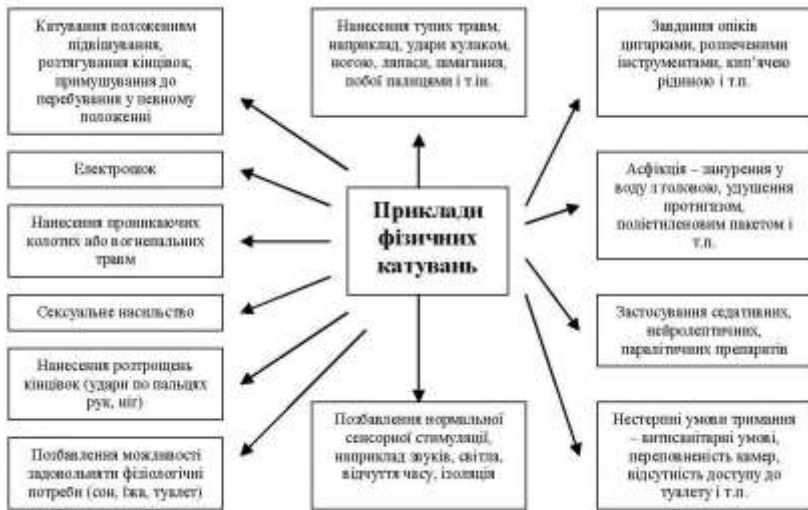 Катування положенням
підвішування,
розтягування кінцівок,
примушування до
перебування у певному
положенні
Електрошок
Нанесення проникаючих
колотих або вогнепальних
травм
Сексуальне насильство
Нанесення розтрощень
кінцівок (удари по пальцях
рук, ніг)
Позбавлення можливості
задовольняти фізіологічні
потреби (сон, їжа, туалет)
Нанесення тупих травм,
наприклад, удари кулаком,
ногою, ляпаси, шмагання,
побої палицями і т.ін.
Приклади
фізичних
катувань
Позбавлення нормальної
сенсорної стимуляції,
наприклад звуків, світла,
відчуття часу, ізоляція
Завдання опіків
цигарками, розпеченими
інструментами, кип'ячею
рідиною і т.п.
Асфікція – занурення у
воду з головою, удушення
протигазом,
поліетиленовим пакетом і
т.п.
Застосування седативних,
нейролептичних,
паралітичних препаратів
Нестерпні умови тримання
– антисанітарні умові,
переповненість камер,
відсутність доступу до
туалету і т.п.